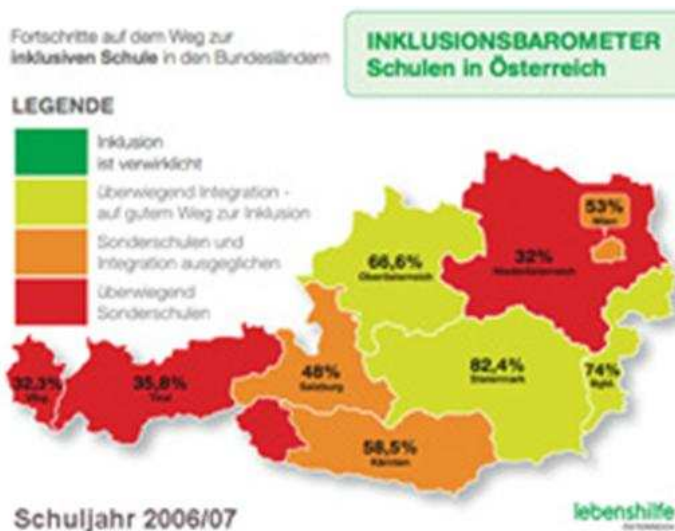 Fortschritte auf dem Weg zur
inklusiven Schule in den Bundesländern
INKLUSIONSBAROMETER
Schulen in Österreich
LEGENDE
Inklusion
ist verwirklicht
überwiegend Integration -
auf gutem Weg zur Inklusion
Sonderschulen und
Integration ausgeglichen
überwiegend
Sonderschulen
53%
Wien
66,6%
Oberösterreich
32%
Niederösterreich
32,3%
Vlbg
35,8%
Tirol
48%
Salzburg
82,4%
Steiermark
74%
Bgld.
58,5%
Kärnten
Schuljahr 2006/07
lebenshilfe